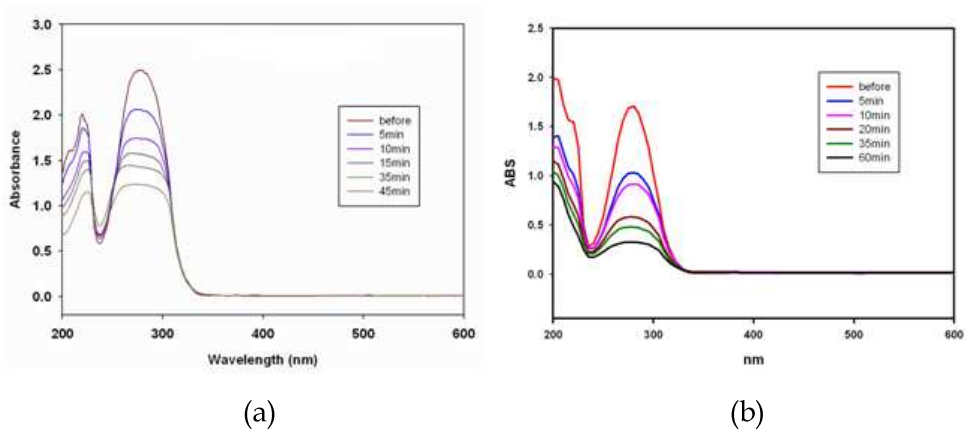 3.0
2.5
2.0
1.5
1.0
0.5
0.0
Absorbance
200
300
400
500
600
Wavelength (nm)
before
5min
10min
15min
35min
45min
(a)
2.5
2.0
1.5
1.0
0.5
0.0
ABS
200
300
400
500
600
nm
before
5min
10min
20min
35min
60min
(b)